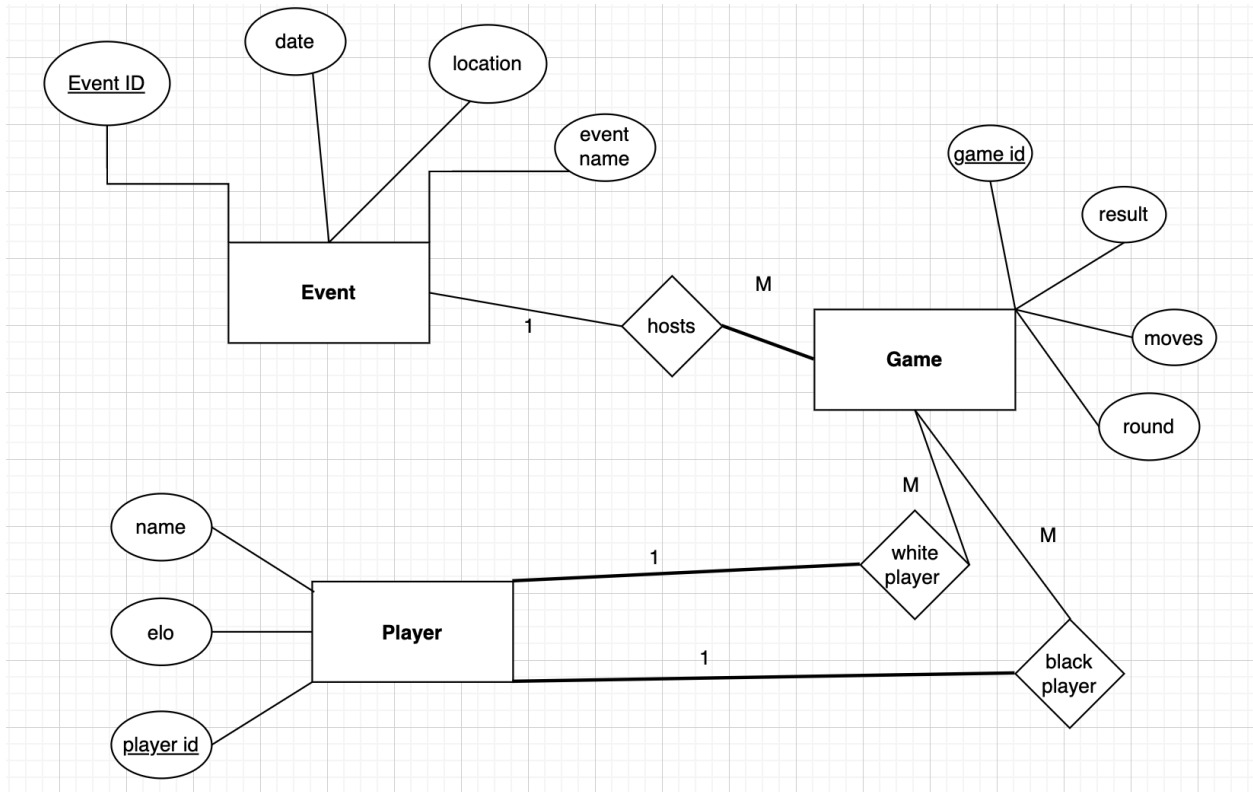 Event ID
date
location
event
name
game id
result
moves
round
Event
1
hosts
M
Game
name
elo
player id
Player
1
white
player
M
1
black
player
M